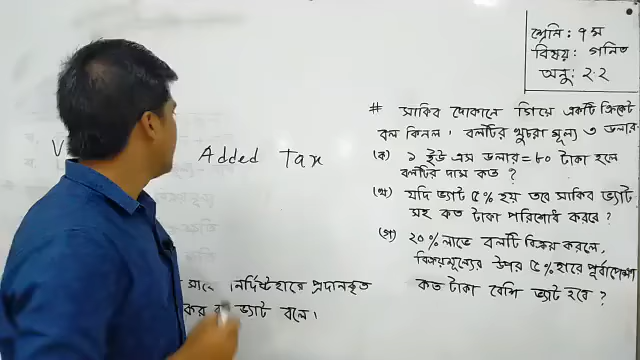 শ্রেনি: ৭ম
বিষয়: গনিত
অনু: ২.২
# সাকিব দোকানে গিয়ে একটি ক্রিকেট
বল কিনল। বলটির খুচরা মূল্য ৩ ডলার
(ক) ১ ইউ এস ডলার = ৮০ টাকা হলে
বলটির দাম কত ?
(খ) যদি ভ্যাট ৫% হয় তবে সাকিব ভ্যাট
সহ কত টাকা পরিশোধ করবে ?
(গ) ২০% লাভে বলটি বিক্রয় করলে,
বিক্রয়মূল্যের উপর ৫% হারে পূর্বাপেক্ষা
কত টাকা বেশি ভ্যাট হবে ?
V
Added Tax
নির্দিষ্ট হারে প্রদানকৃত
কর ভ্যাট বলে।